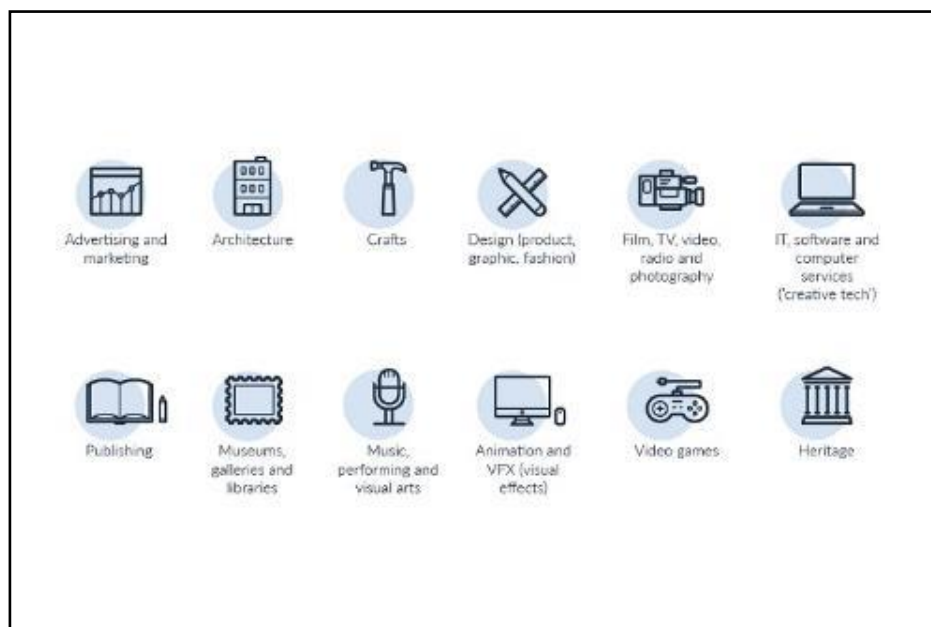 Advertising and
marketing
Architecture
Crafts
Design (product,
graphic, fashion)
Film, TV, video,
radio and
photography
IT, software and
computer
services
('creative tech')
Publishing
Museums,
galleries and
libraries
Music,
performing and
visual arts
Animation and
VFX (visual
effects)
Video games
Heritage